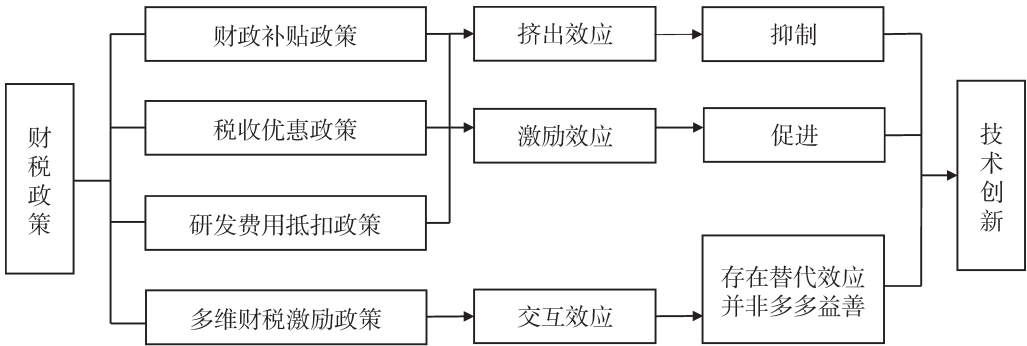 财税政策
财政补贴政策
税收优惠政策
研发费用抵扣政策
多维财税激励政策
挤出效应
激励效应
交互效应
抑制
促进
存在替代效应
并非多多益善
技术创新